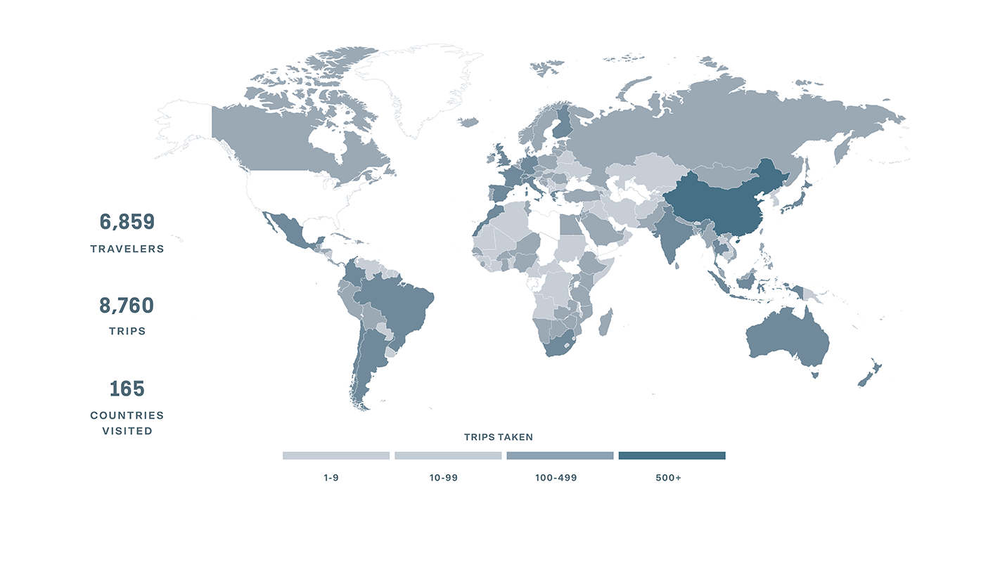 6,859
TRAVELERS
8,760
TRIPS
165
COUNTRIES
VISITED
TRIPS TAKEN
1-9
10-99
100-499
500+